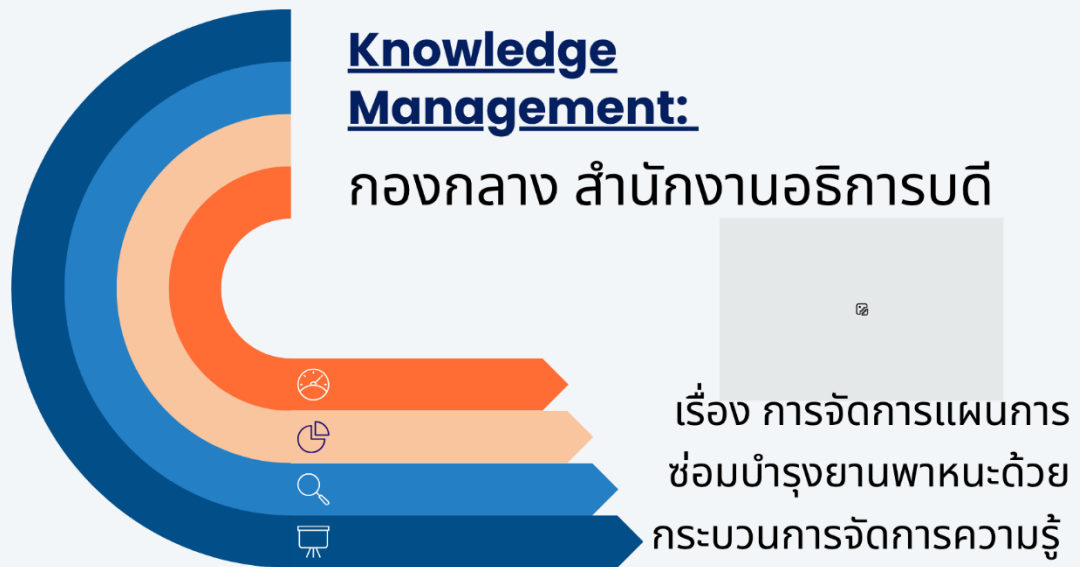 Knowledge
Management:
กองกลาง สำนักงานอธิการบดี
เรื่อง การจัดการแผนการ
ซ่อมบำรุงยานพาหนะด้วย
กระบวนการจัดการความรู้